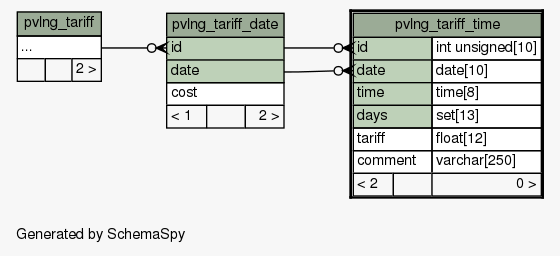 pvlng_tariff
...
2 >
pvlng_tariff_date
id
date
cost
< 1 2 >
pvlng_tariff_time
id int unsigned[10]
date date[10]
time time[8]
days set[13]
tariff float[12]
comment varchar[250]
< 2 0 >
Generated by SchemaSpy